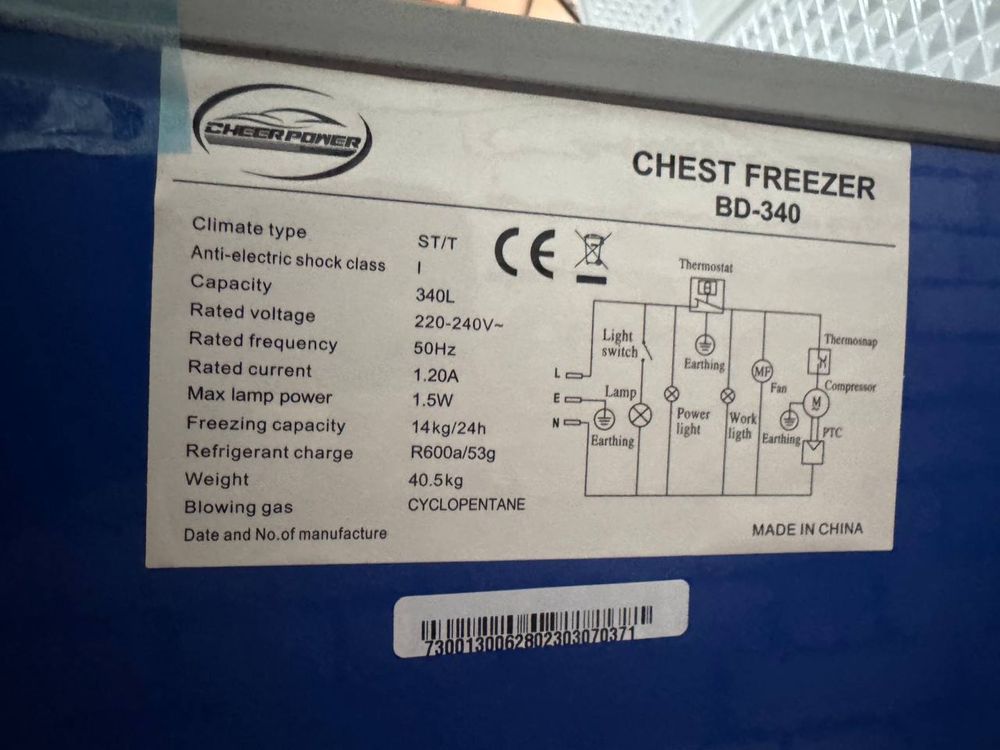 CHEERPOWER
CHEST FREEZER
BD-340
Climate type ST/T
Anti-electric shock class I
Capacity 340L
Rated voltage 220-240V~
Rated frequency 50Hz
Rated current 1.20A
Max lamp power 1.5W
Freezing capacity 14kg/24h
Refrigerant charge R600a/53g
Weight 40.5kg
Blowing gas CYCLOPENTANE
Date and No.of manufacture
CE
Thermostat
Light
switch
Earthing
Thermosnap
L
E
N
Lamp
Earthing
Power
light
Work
ligth
MF
Fan
Earthing
Compressor
M
~
PTC
MADE IN CHINA
7300130062802303070371